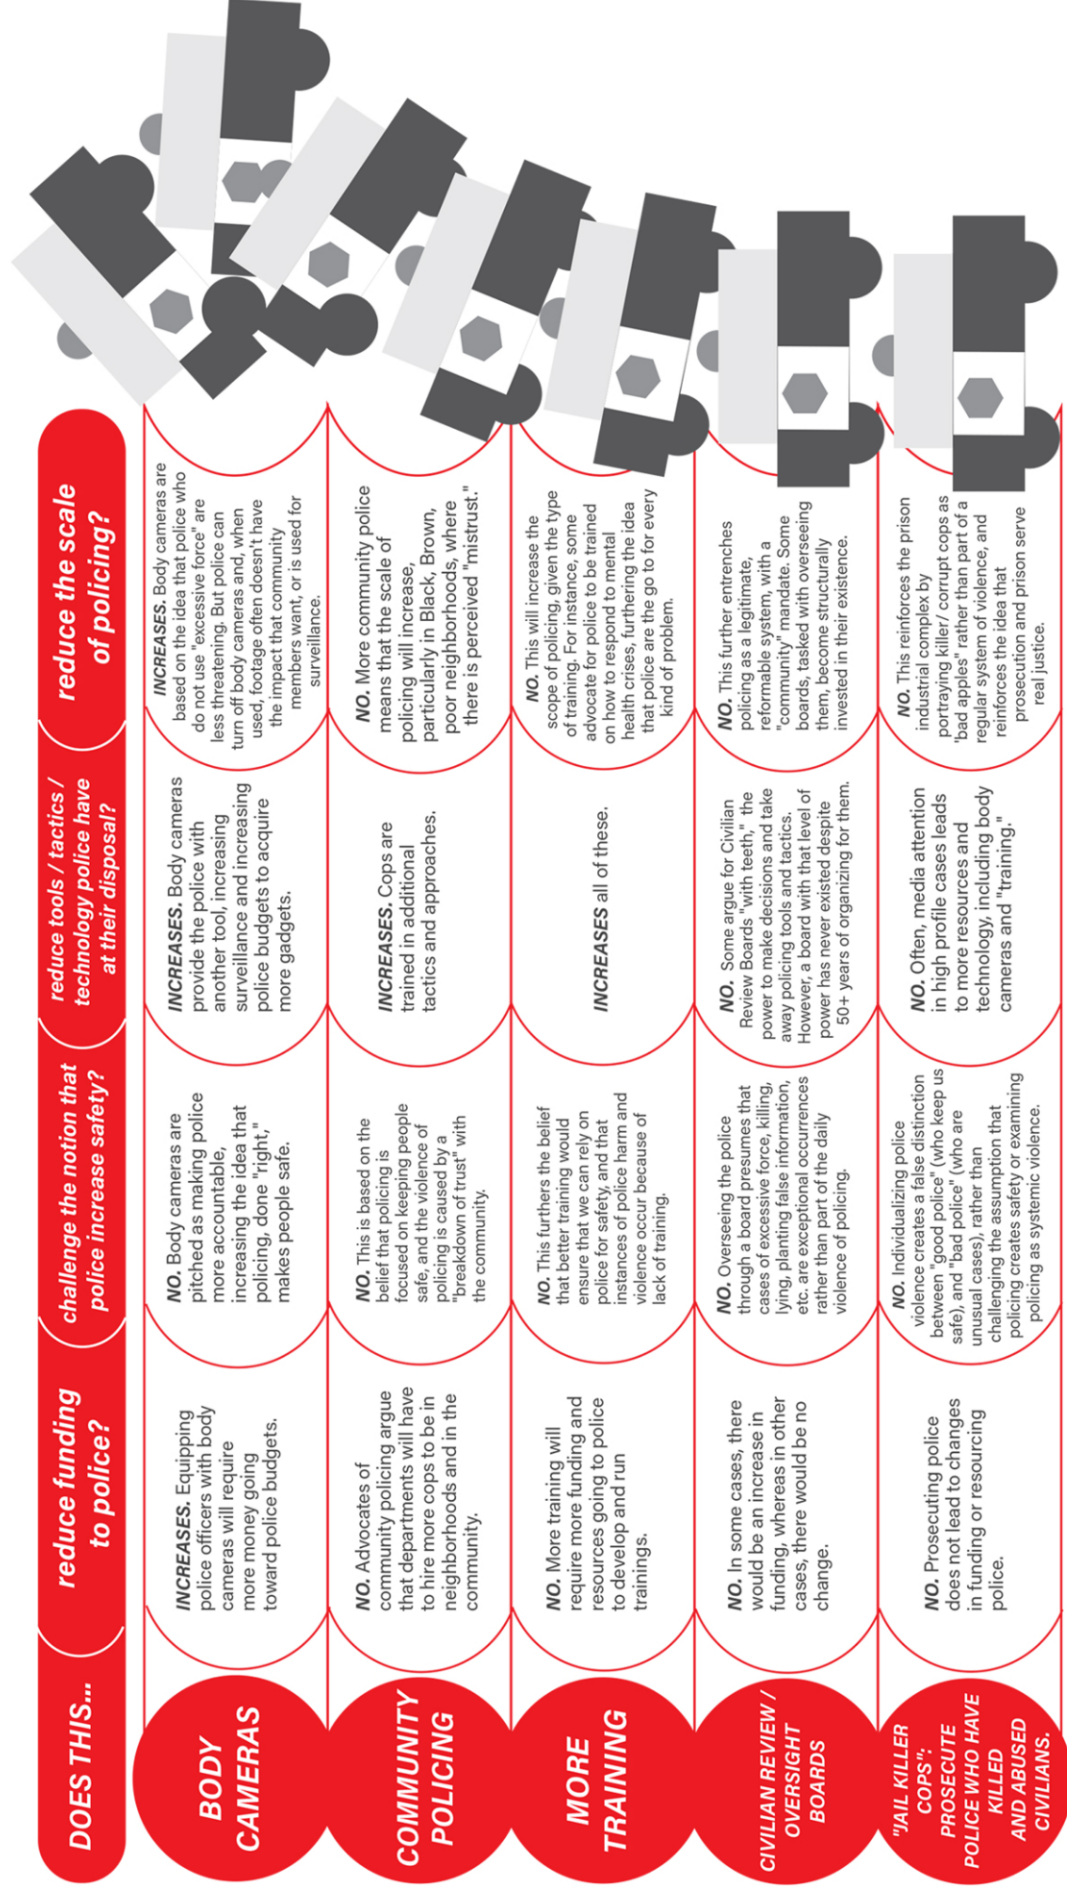 DOES THIS...
reduce funding
to police?
challenge the notion that
police increase safety?
reduce tools / tactics /
technology police have
at their disposal?
reduce the scale
of policing?
BODY
CAMERAS
INCREASES. Equipping
police officers with body
cameras will require
more money going
toward police budgets.
NO. Body cameras are
pitched as making police
more accountable,
increasing the idea that
policing, done "right,"
makes people safe.
INCREASES. Body cameras
provide the police with
another tool, increasing
surveillance and increasing
police budgets to acquire
more gadgets.
INCREASES. Body cameras are
based on the idea that police who
do not use "excessive force" are
less threatening. But police can
turn off body cameras and, when
used, footage often doesn't have
the impact that community
members want, or is used for
surveillance.
COMMUNITY
POLICING
NO. Advocates of
community policing argue
that departments will have
to hire more cops to be in
neighborhoods and in the
community.
NO. This is based on the
belief that policing is
focused on keeping people
safe, and the violence of
policing is caused by a
"breakdown of trust" with
the community.
INCREASES. Cops are
trained in additional
tactics and approaches.
NO. More community police
means that the scale of
policing will increase,
particularly in Black, Brown,
poor neighborhoods, where
there is perceived "mistrust."
MORE
TRAINING
NO. More training will
require more funding and
resources going to police
to develop and run
trainings.
NO. This furthers the belief
that better training would
ensure that we can rely on
police for safety, and that
instances of police harm and
violence occur because of
lack of training.
INCREASES all of these.
NO. This will increase the
scope of policing, given the type
of training. For instance, some
advocate for police to be trained
on how to respond to mental
health crises, furthering the idea
that police are the go to for every
kind of problem.
CIVILIAN REVIEW /
OVERSIGHT
BOARDS
NO. In some cases, there
would be an increase in
funding, whereas in other
cases, there would be no
change.
NO. Overseeing the police
through a board presumes that
cases of excessive force, killing,
lying, planting false information,
etc. are exceptional occurrences
rather than part of the daily
violence of policing.
NO. Some argue for Civilian
Review Boards "with teeth," the
power to make decisions and take
away policing tools and tactics.
However, a board with that level of
power has never existed despite
50+ years of organizing for them.
NO. This further entrenches
policing as a legitimate,
reformable system, with a
"community" mandate. Some
boards, tasked with overseeing
them, become structurally
invested in their existence.
"JAIL KILLER
COPS":
PROSECUTE
POLICE WHO HAVE
KILLED
AND ABUSED
CIVILIANS.
NO. Prosecuting police
does not lead to changes
in funding or resourcing
police.
NO. Individualizing police
violence creates a false distinction
between "good police" (who keep us
safe), and "bad police" (who are
unusual cases), rather than
challenging the assumption that
policing creates safety or examining
policing as systemic violence.
NO. Often, media attention
in high profile cases leads
to more resources and
technology, including body
cameras and "training."
NO. This reinforces the prison
industrial complex by
portraying killer/ corrupt cops as
"bad apples" rather than part of a
regular system of violence, and
reinforces the idea that
prosecution and prison serve
real justice.